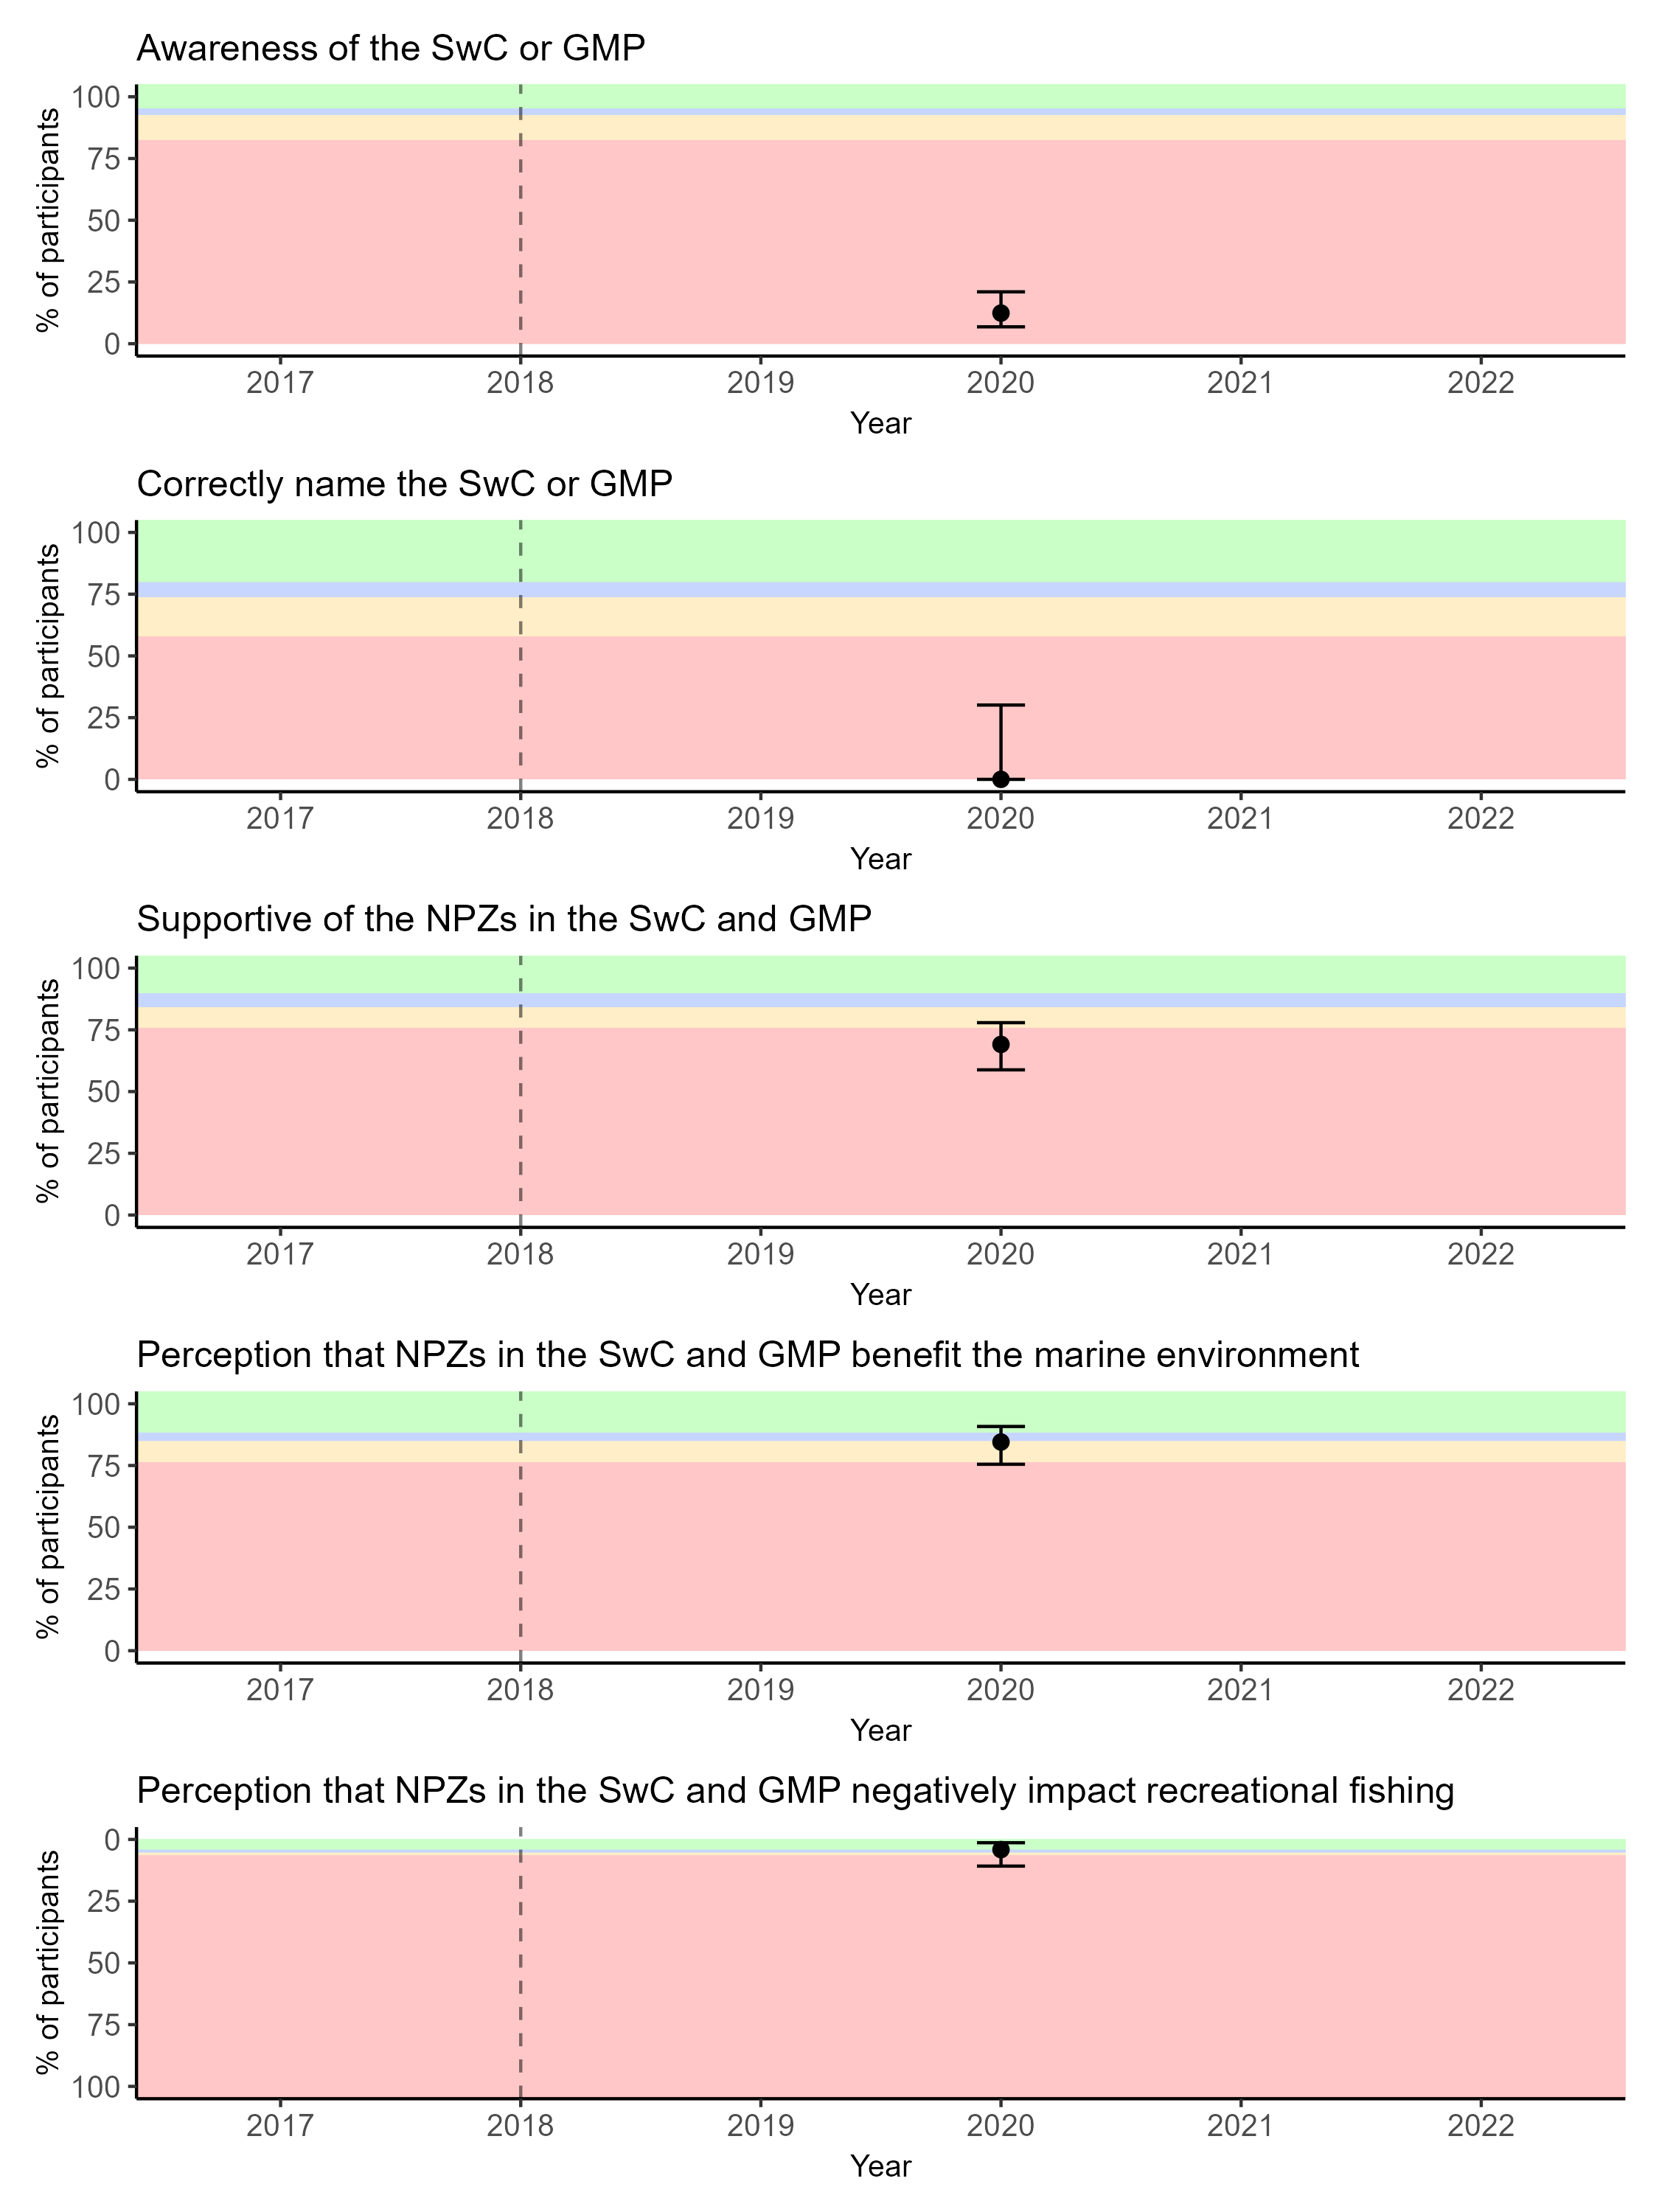 Awareness of the SwC or GMP
100
75
50
25
0
% of participants
2017 2018 2019 2020 2021 2022
Year
Correctly name the SwC or GMP
100
75
50
25
0
% of participants
2017 2018 2019 2020 2021 2022
Year
Supportive of the NPZs in the SwC and GMP
100
75
50
25
0
% of participants
2017 2018 2019 2020 2021 2022
Year
Perception that NPZs in the SwC and GMP benefit the marine environment
100
75
50
25
0
% of participants
2017 2018 2019 2020 2021 2022
Year
Perception that NPZs in the SwC and GMP negatively impact recreational fishing
0
25
50
75
100
% of participants
2017 2018 2019 2020 2021 2022
Year